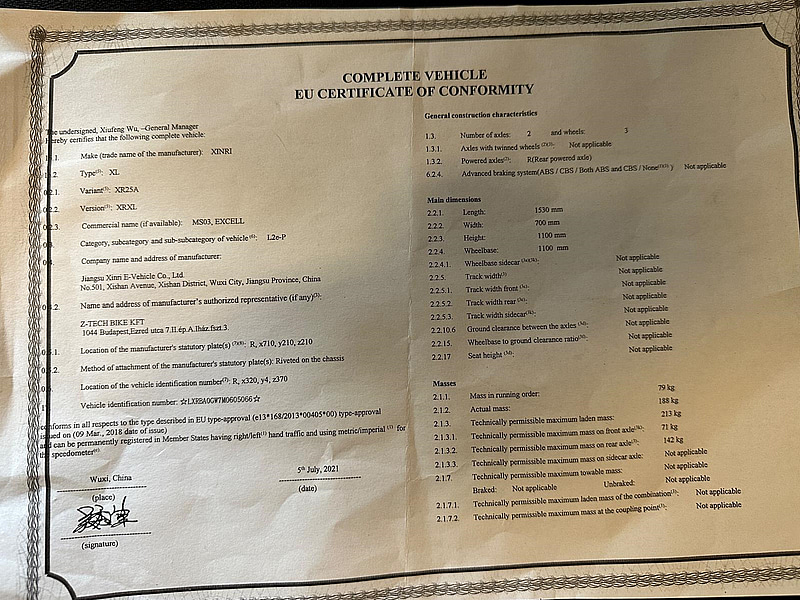 COMPLETE VEHICLE
EU CERTIFICATE OF CONFORMITY
The undersigned, Xiufeng Wu, –General Manager
hereby certifies that the following complete vehicle:
Make (trade name of the manufacturer): XINRI
Type⁽⁴⁾: XL
Variant⁽⁵⁾: XR25A
Version⁽⁵⁾: XRXL
Commercial name (if available): MS03, EXCELL
Category, subcategory and sub-subcategory of vehicle⁽⁶⁾: L2e-P
Company name and address of manufacturer:
Jiangsu Xinri E-Vehicle Co., Ltd.
No.501, Xishan Avenue, Xishan District, Wuxi City, Jiangsu Province, China
Name and address of manufacturer's authorized representative (if any)⁽²⁾:
Z-TECH BIKE KFT
1044 Budapest,Ezred utca 7.II.ép.A.lház.fszt.3.
Location of the manufacturer's statutory plate(s)⁽⁷⁾⁽⁸⁾: R, x710, y210, z210
Method of attachment of the manufacturer's statutory plate(s): Riveted on the chassis
Location of the vehicle identification number⁽⁷⁾: R, x320, y4, z370
Vehicle identification number: ☆LXRBA0GW7M0605066☆
conforms in all respects to the type described in EU type-approval (e13*168/2013*00405*00) type-approval
issued on (09 Mar., 2018 date of issue)
and can be permanently registered in Member States having right/left⁽¹⁾ hand traffic and using metric/imperial ⁽¹⁾ for
the speedometer⁽⁹⁾.
Wuxi, China
(place)
5th July, 2021
(date)
(signature)
General construction characteristics
1.3. Number of axles: 2 and wheels: 3
1.3.1. Axles with twinned wheels ⁽²⁾⁽³⁾: Not applicable
1.3.2. Powered axles⁽²⁾: R(Rear powered axle)
6.2.4. Advanced braking system(ABS / CBS / Both ABS and CBS / None⁽¹⁾⁽²⁾ ) Not applicable
Main dimensions
2.2.1. Length: 1530 mm
2.2.2. Width: 700 mm
2.2.3. Height: 1100 mm
2.2.4. Wheelbase: 1100 mm
2.2.4.1. Wheelbase sidecar: Not applicable
2.2.5. Track width Not applicable
2.2.5.1. Track width front : Not applicable
2.2.5.2. Track width rear : Not applicable
2.2.5.3. Track width sidecar: Not applicable
2.2.10.6 Ground clearance between the axles : Not applicable
2.2.15. Wheelbase to ground clearance ratio: Not applicable
2.2.17 Seat height : Not applicable
Masses
2.1.1. Mass in running order: 79 kg
2.1.2. Actual mass: 188 kg
2.1.3. Technically permissible maximum laden mass: 213 kg
2.1.3.1. Technically permissible maximum mass on front axle: 71 kg
2.1.3.2. Technically permissible maximum mass on rear axle: 142 kg
2.1.3.3. Technically permissible maximum mass on sidecar axle: Not applicable
2.1.7. Technically permissible maximum towable mass: Not applicable
Braked: Not applicable Unbraked: Not applicable
2.1.7.1. Technically permissible maximum laden mass of the combination: Not applicable
2.1.7.2. Technically permissible maximum mass at the coupling point: Not applicable